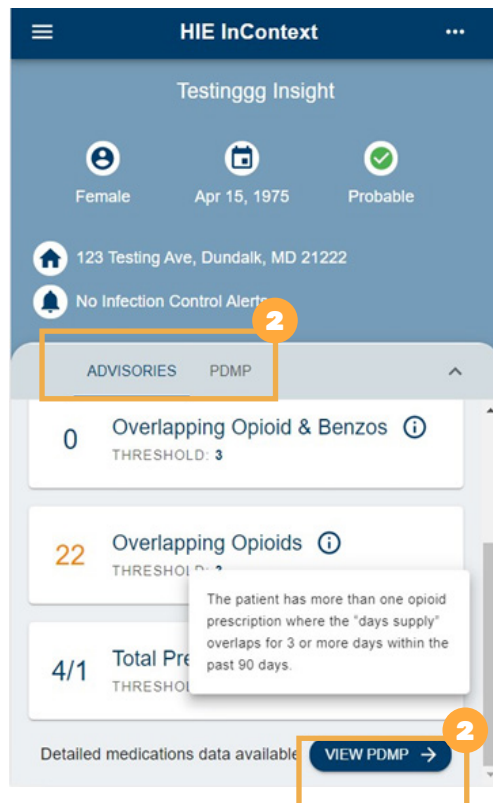 HIE InContext
Testinggg Insight
Female
Apr 15, 1975
Probable
123 Testing Ave, Dundalk, MD 21222
No Infection Control Alerts
2
ADVISORIES PDMP
0
Overlapping Opioid & Benzos
THRESHOLD: 3
22
Overlapping Opioids
The patient has more than one opioid
prescription where the "days supply"
overlaps for 3 or more days within the
past 90 days.
4/1
Total
2
Detailed medications data available
VIEW PDMP